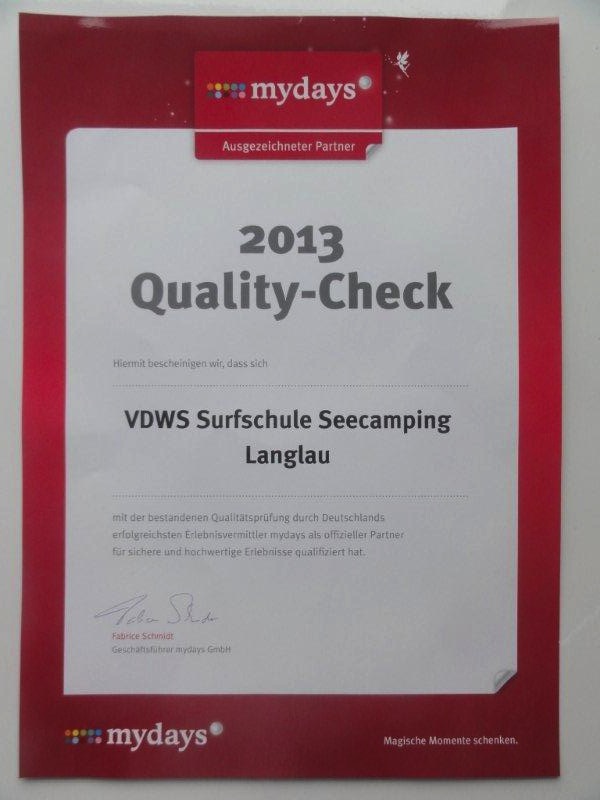 mydays
Ausgezeichneter Partner
2013
Quality-Check
Hiermit bescheinigen wir, dass sich
VDWS Surfschule Seecamping
Langlau
mit der bestandenen Qualitätsprüfung durch Deutschlands
erfolgreichsten Erlebnisvermittler mydays als offizieller Partner
für sichere und hochwertige Erlebnisse qualifiziert hat.
Fabrice Schmidt
Geschäftsführer mydays GmbH
mydays
Magische Momente schenken.